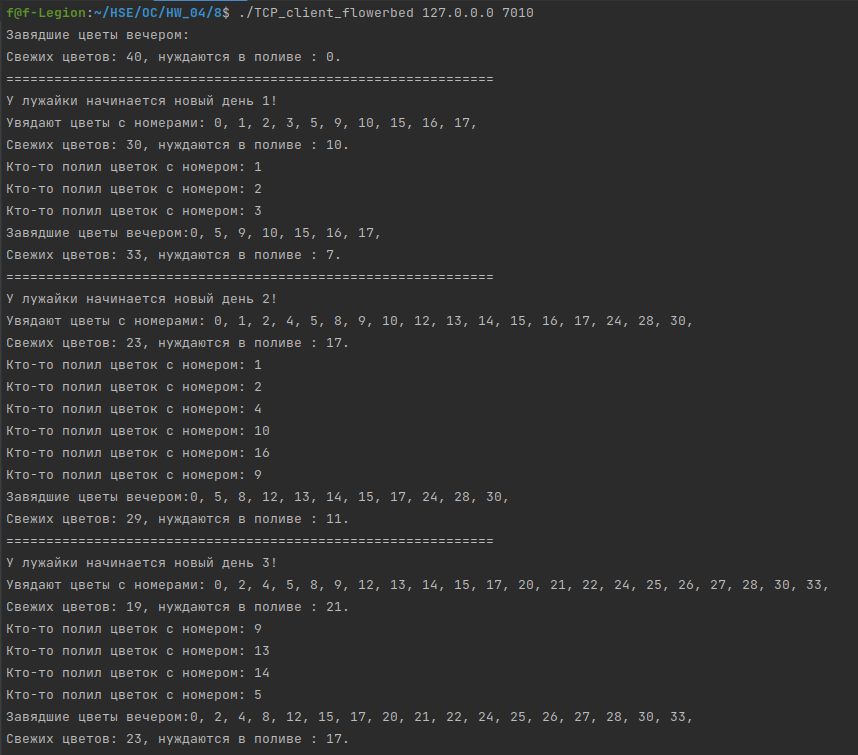 f@f-Legion:~/HSE/OC/HW_04/8$ ./TCP_client_flowerbed 127.0.0.0 7010
Завядшие цветы вечером:
Свежих цветов: 40, нуждаются в поливе : 0.
=============================================================
У лужайки начинается новый день 1!
Увядают цветы с номерами: 0, 1, 2, 3, 5, 9, 10, 15, 16, 17,
Свежих цветов: 30, нуждаются в поливе : 10.
Кто-то полил цветок с номером: 1
Кто-то полил цветок с номером: 2
Кто-то полил цветок с номером: 3
Завядшие цветы вечером:0, 5, 9, 10, 15, 16, 17,
Свежих цветов: 33, нуждаются в поливе : 7.
=============================================================
У лужайки начинается новый день 2!
Увядают цветы с номерами: 0, 1, 2, 4, 5, 8, 9, 10, 12, 13, 14, 15, 16, 17, 24, 28, 30,
Свежих цветов: 23, нуждаются в поливе : 17.
Кто-то полил цветок с номером: 1
Кто-то полил цветок с номером: 2
Кто-то полил цветок с номером: 4
Кто-то полил цветок с номером: 10
Кто-то полил цветок с номером: 16
Кто-то полил цветок с номером: 9
Завядшие цветы вечером:0, 5, 8, 12, 13, 14, 15, 17, 24, 28, 30,
Свежих цветов: 29, нуждаются в поливе : 11.
=============================================================
У лужайки начинается новый день 3!
Увядают цветы с номерами: 0, 2, 4, 5, 8, 9, 12, 13, 14, 15, 17, 20, 21, 22, 24, 25, 26, 27, 28, 30, 33,
Свежих цветов: 19, нуждаются в поливе : 21.
Кто-то полил цветок с номером: 9
Кто-то полил цветок с номером: 13
Кто-то полил цветок с номером: 14
Кто-то полил цветок с номером: 5
Завядшие цветы вечером:0, 2, 4, 8, 12, 15, 17, 20, 21, 22, 24, 25, 26, 27, 28, 30, 33,
Свежих цветов: 23, нуждаются в поливе : 17.